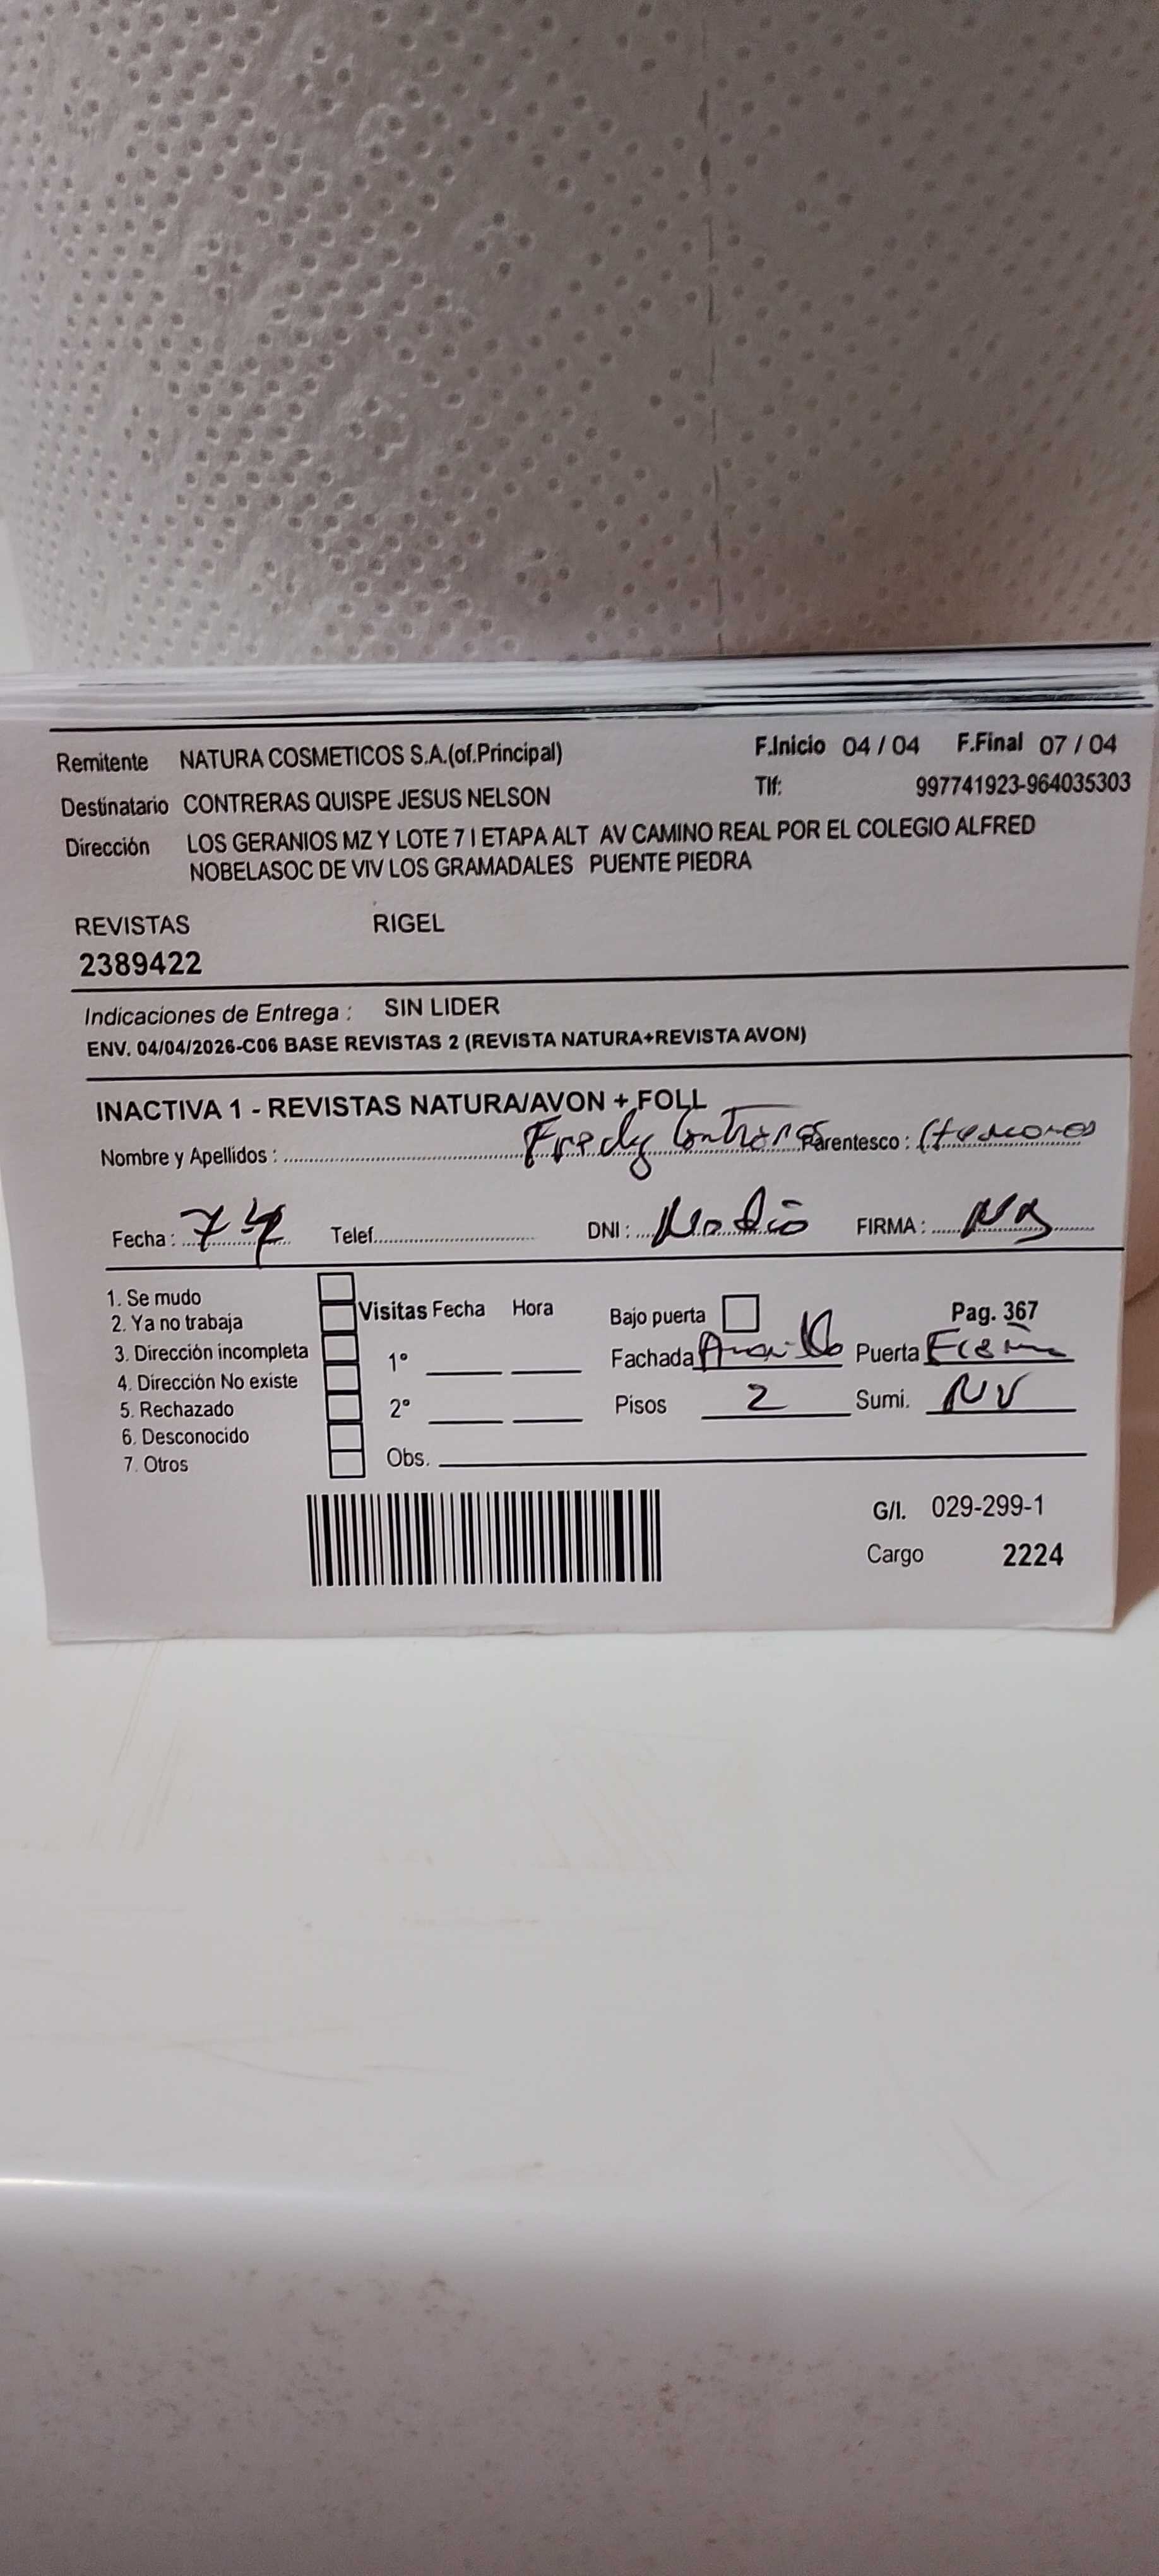 Remitente NATURA COSMETICOS S.A.(of.Principal) F.Inicio 04 / 04 F.Final 07 / 04
Tlf: 997741923-964035303
Destinatario CONTRERAS QUISPE JESUS NELSON
Dirección LOS GERANIOS MZ Y LOTE 7 I ETAPA ALT AV CAMINO REAL POR EL COLEGIO ALFRED
NOBELASOC DE VIV LOS GRAMADALES PUENTE PIEDRA
REVISTAS RIGEL
2389422
Indicaciones de Entrega : SIN LIDER
ENV. 04/04/2026-C06 BASE REVISTAS 2 (REVISTA NATURA+REVISTA AVON)
INACTIVA 1 - REVISTAS NATURA/AVON + FOLL
Nombre y Apellidos : Fredy Contreras Parentesco :
Fecha : 7 4 Telef. DNI : No dio FIRMA :
1. Se mudo
2. Ya no trabaja
3. Dirección incompleta
4. Dirección No existe
5. Rechazado
6. Desconocido
7. Otros
Visitas Fecha Hora
1°
2°
Obs.
Bajo puerta Pag. 367
Fachada Amarillo Puerta
Pisos 2 Sumi. NV
G/I. 029-299-1
Cargo 2224